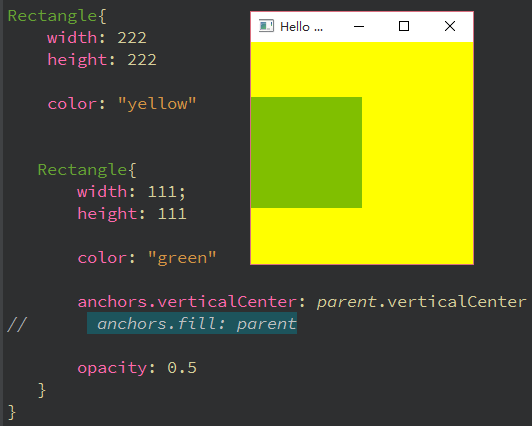 Rectangle{
width: 222
height: 222
color: "yellow"
Rectangle{
width: 111;
height: 111
color: "green"
anchors.verticalCenter: parent.verticalCenter
// anchors.fill: parent
opacity: 0.5
}
}
Hello ...